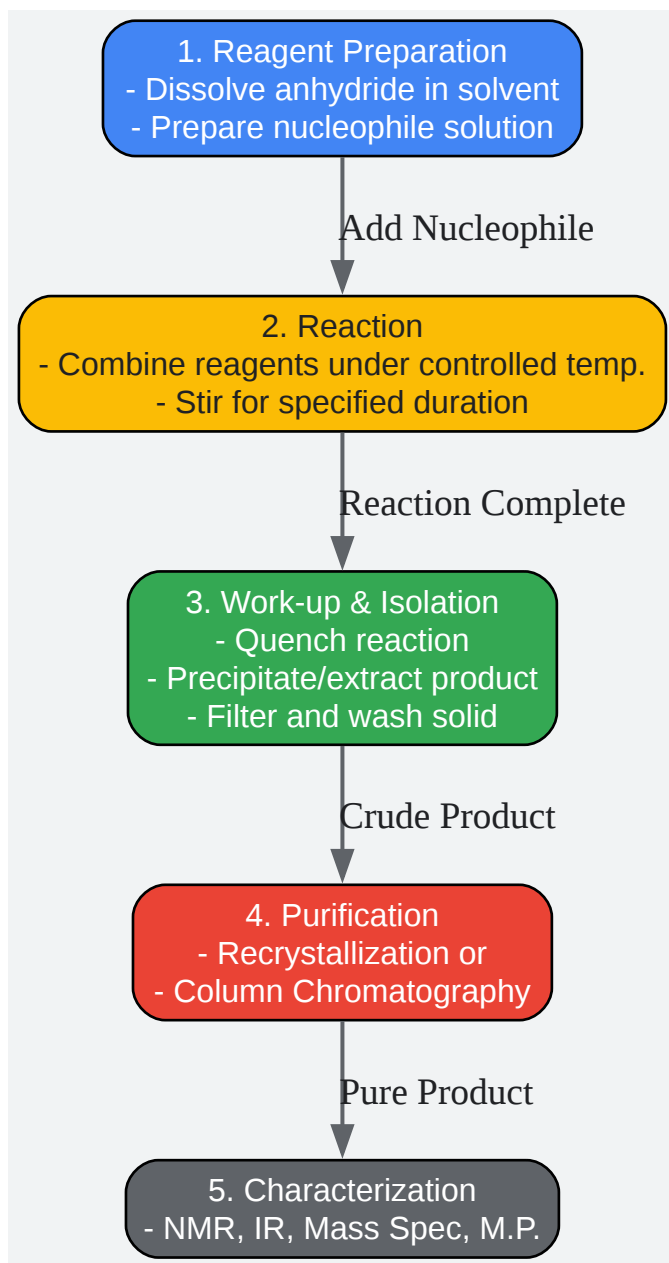 1. Reagent Preparation
- Dissolve anhydride in solvent
- Prepare nucleophile solution
Add Nucleophile
2. Reaction
- Combine reagents under controlled temp.
- Stir for specified duration
Reaction Complete
3. Work-up & Isolation
- Quench reaction
- Precipitate/extract product
- Filter and wash solid
Crude Product
4. Purification
- Recrystallization or
- Column Chromatography
Pure Product
5. Characterization
- NMR, IR, Mass Spec, M.P.